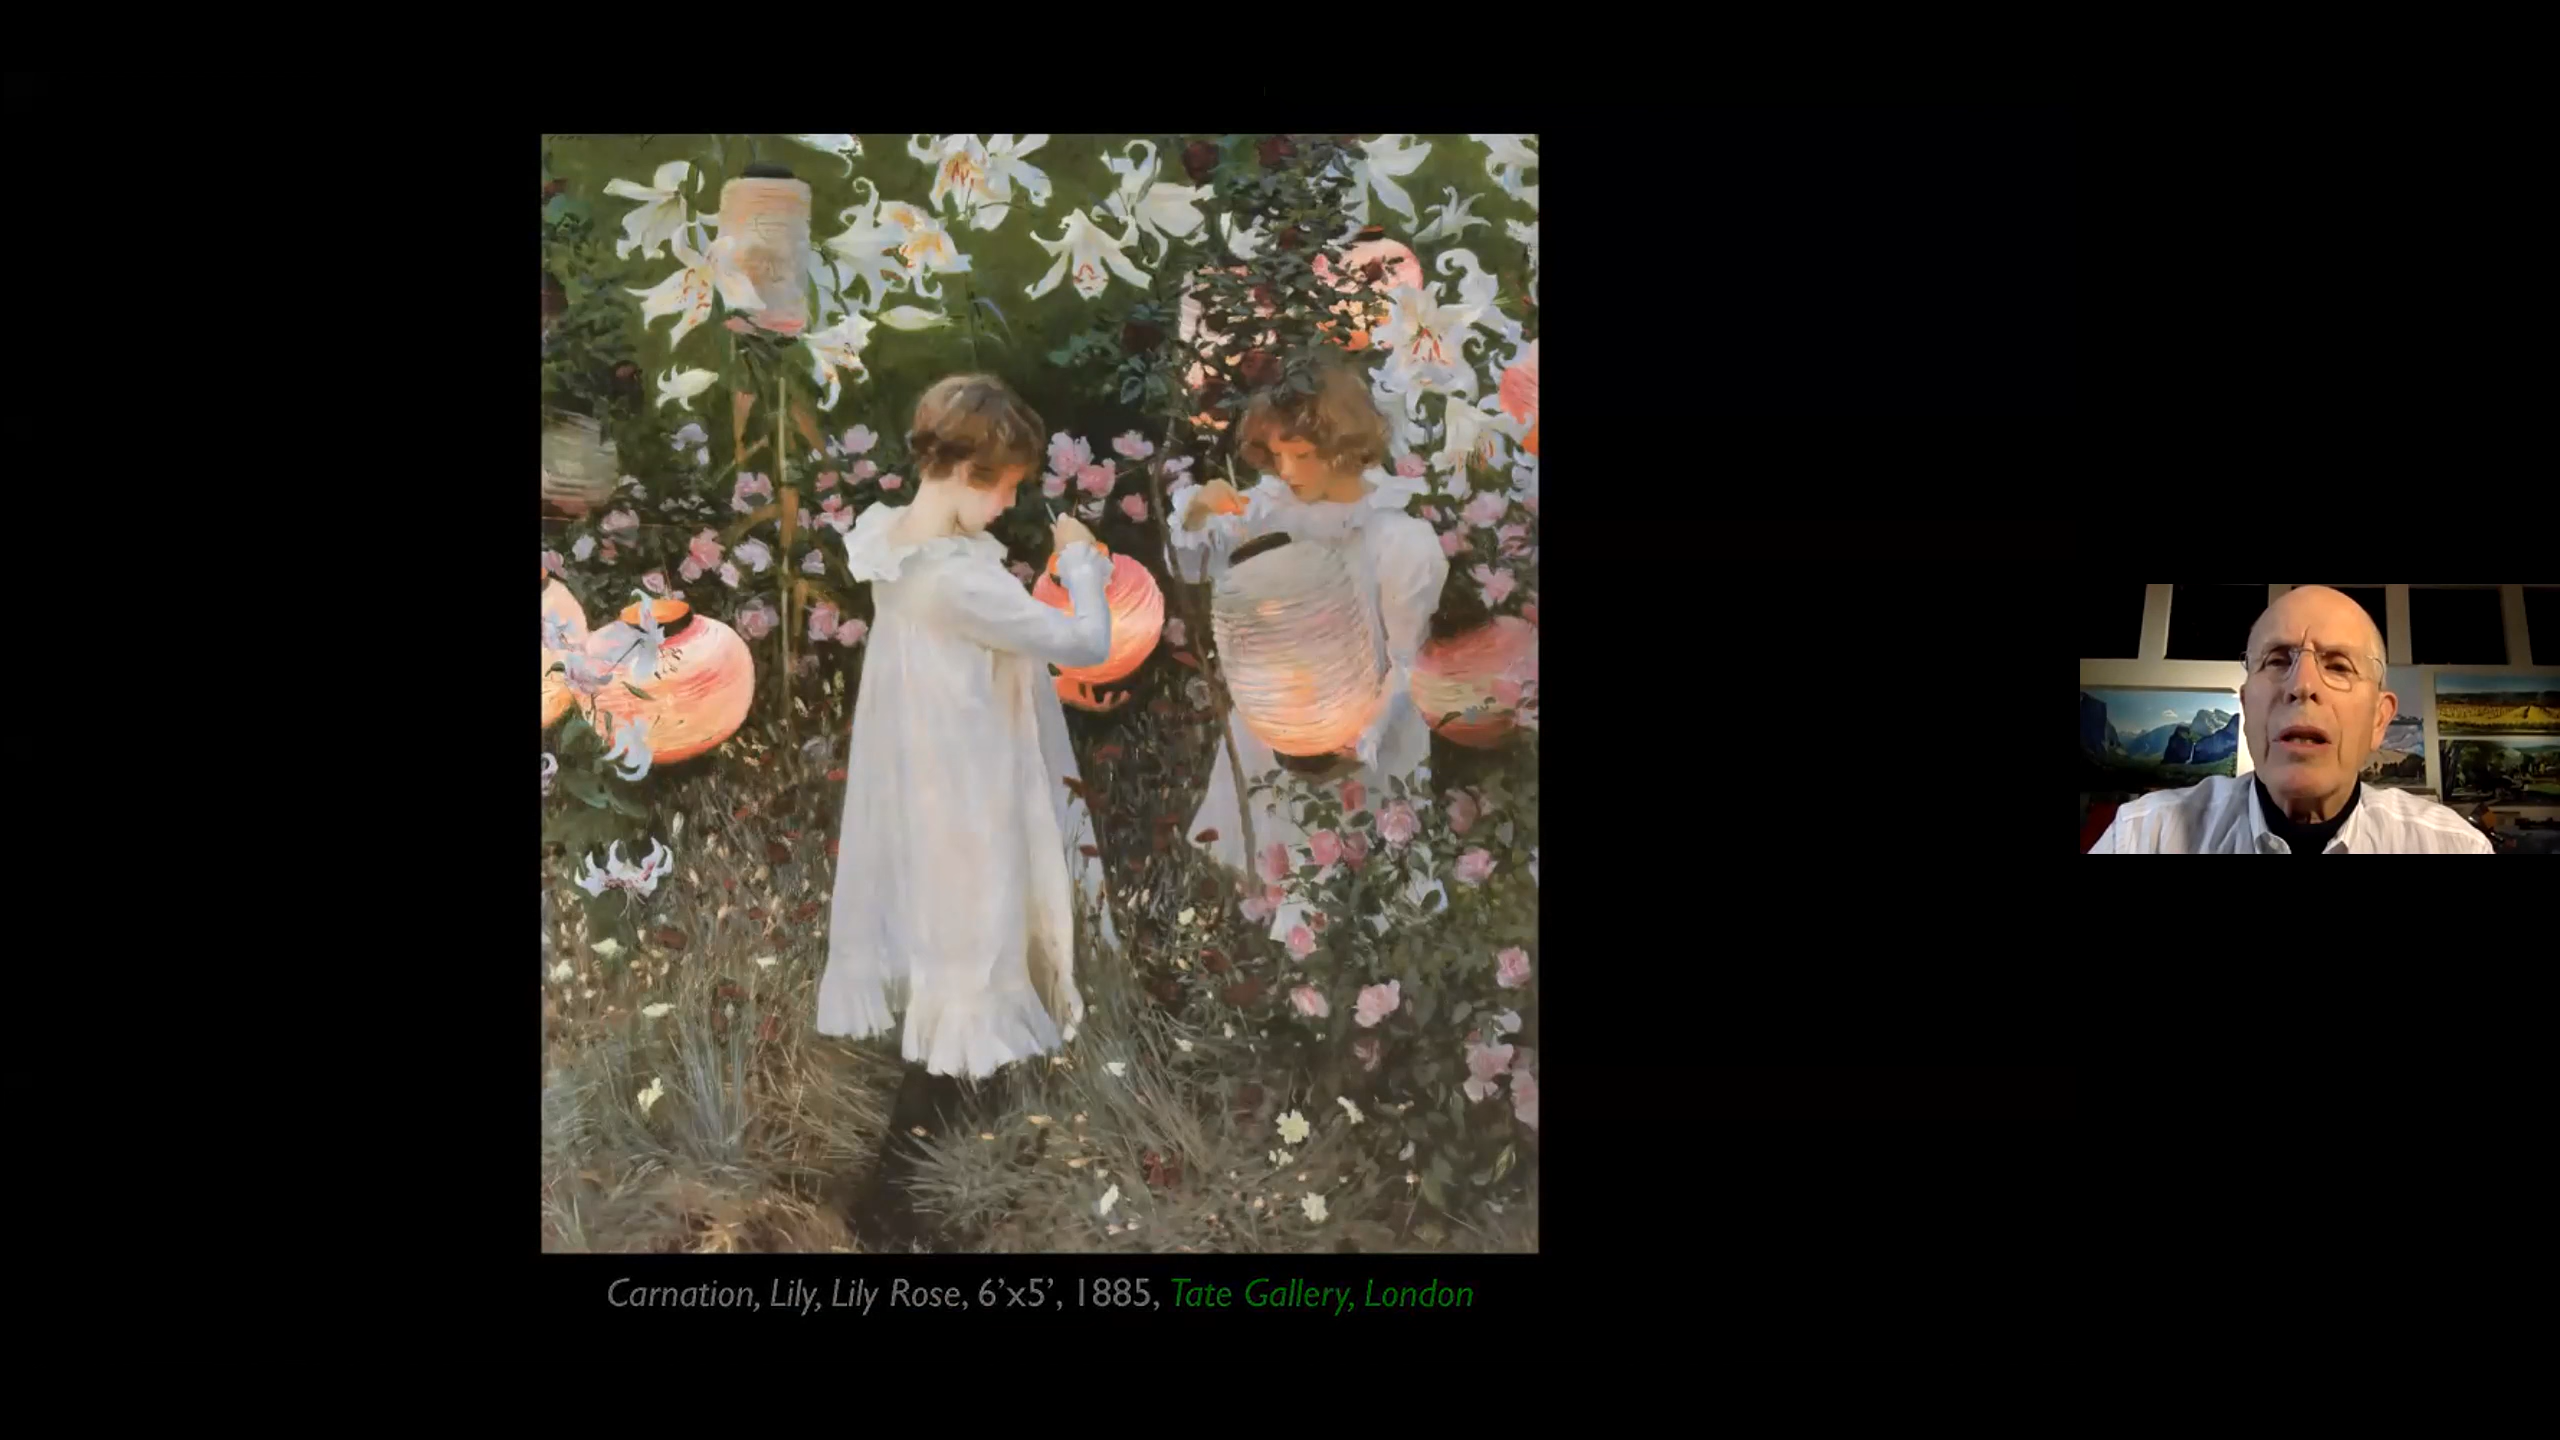 Carnation, Lily, Lily Rose, 6’x5’, 1885, Tate Gallery, London